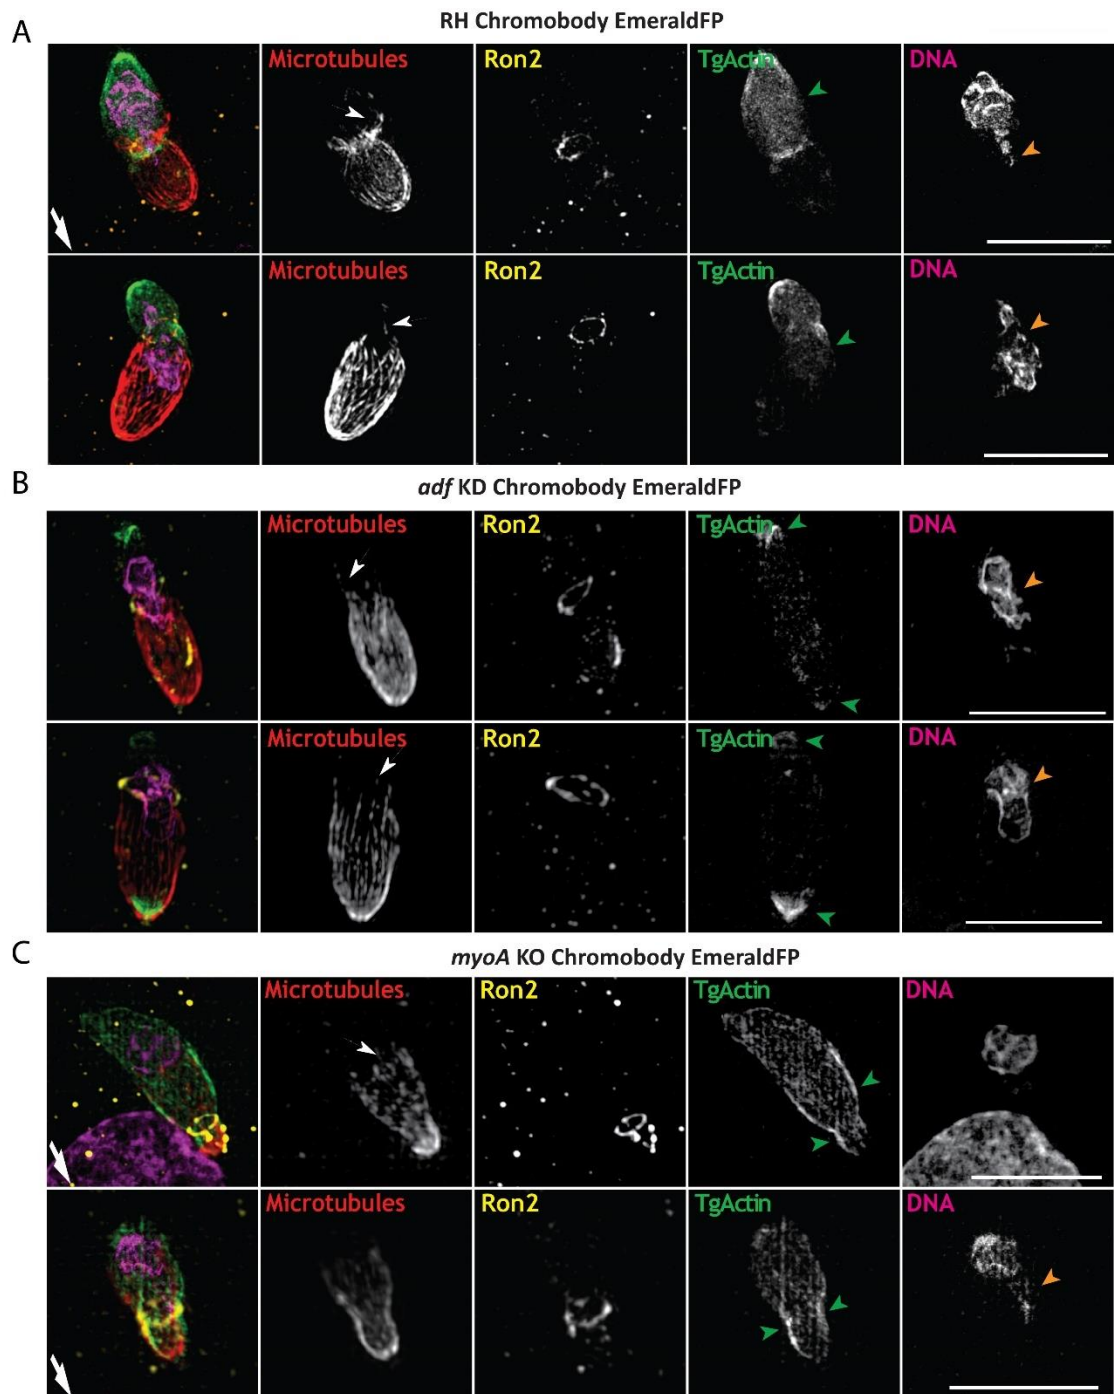 A
RH Chromobody EmeraldFP
Microtubules Ron2 TgActin DNA
Microtubules Ron2 TgActin DNA
B
adf KD Chromobody EmeraldFP
Microtubules Ron2 TgActin DNA
Microtubules Ron2 TgActin DNA
C
myoA KO Chromobody EmeraldFP
Microtubules Ron2 TgActin DNA
Microtubules Ron2 TgActin DNA